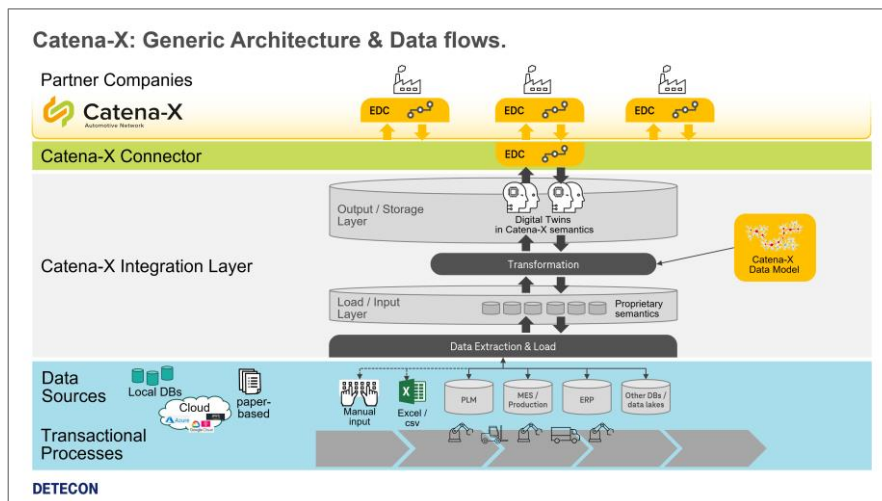 Catena-X: Generic Architecture & Data flows.
Partner Companies
Catena-X
Automotive Network
EDC
EDC
EDC
Catena-X Connector
EDC
Catena-X Integration Layer
Output / Storage
Layer
Digital Twins
in Catena-X semantics
Transformation
Catena-X
Data Model
Load / Input
Layer
Proprietary
semantics
Data Extraction & Load
Data
Sources
Local DBs
Cloud
Azure
Google Cloud
paper-
based
Manual
input
Excel /
csv
PLM
MES /
Production
ERP
Other DBs /
data lakes
Transactional
Processes
DETECON